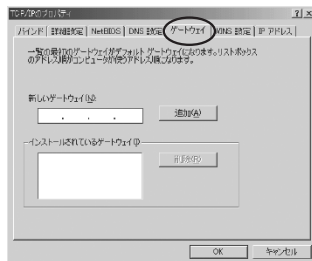 TCP/IPのプロパティ
バインド 詳細設定 NetBIOS DNS 設定 ゲートウェイ WINS 設定 IP アドレス
一覧の最初のゲートウェイがデフォルト ゲートウェイになります。リスト ボックス
のアドレス順がコンピュータが使うアドレス順になります。
新しいゲートウェイ(N)
追加(A)
インストールされているゲートウェイ(I)
削除(R)
OK キャンセル